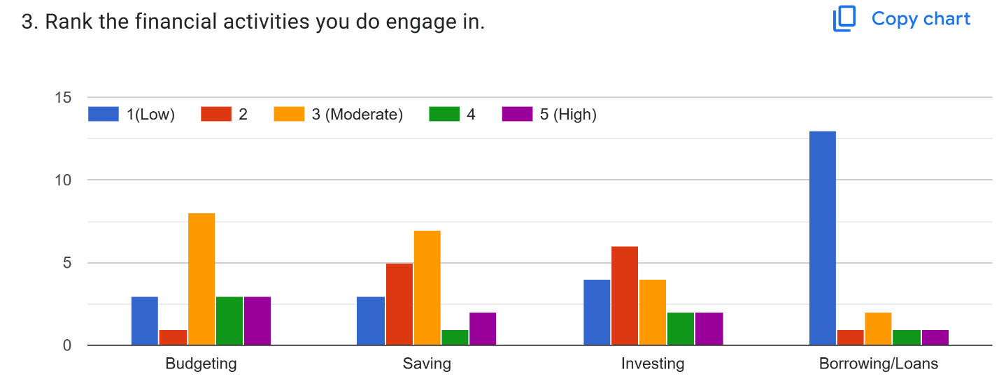 3. Rank the financial activities you do engage in.
Copy chart
15
1(Low) 2 3 (Moderate) 4 5 (High)
10
5
0
Budgeting Saving Investing Borrowing/Loans